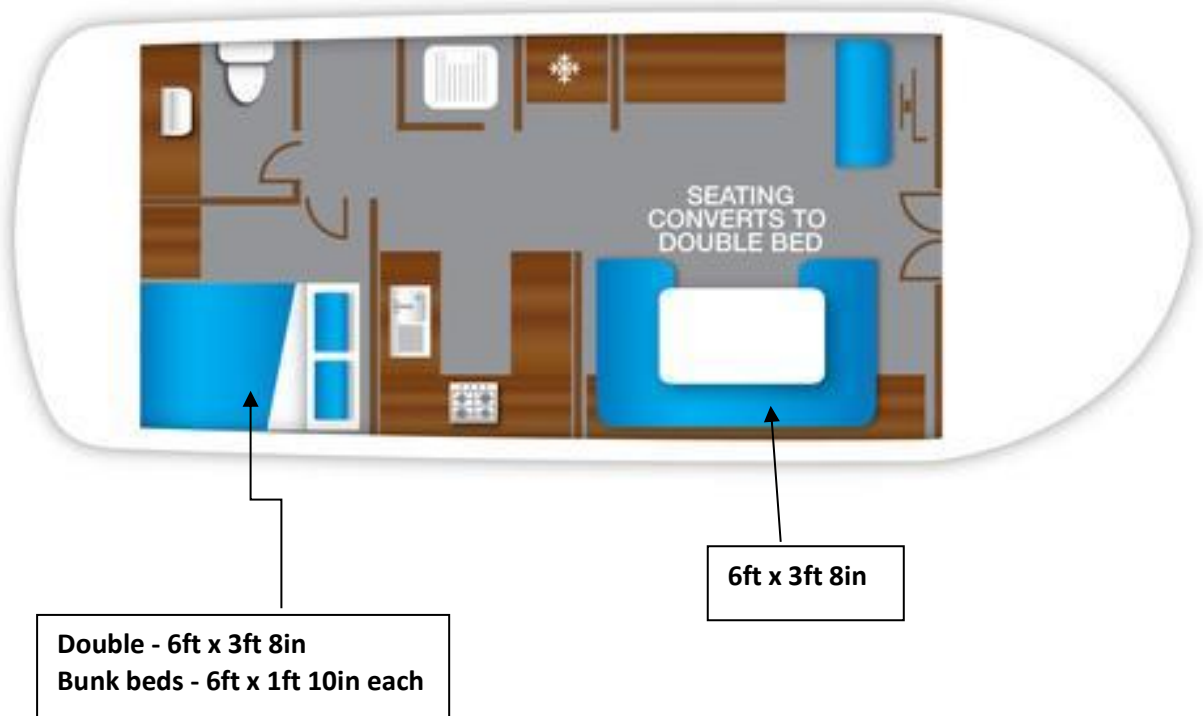 SEATING
CONVERTS TO
DOUBLE BED
6ft x 3ft 8in
Double - 6ft x 3ft 8in
Bunk beds - 6ft x 1ft 10in each